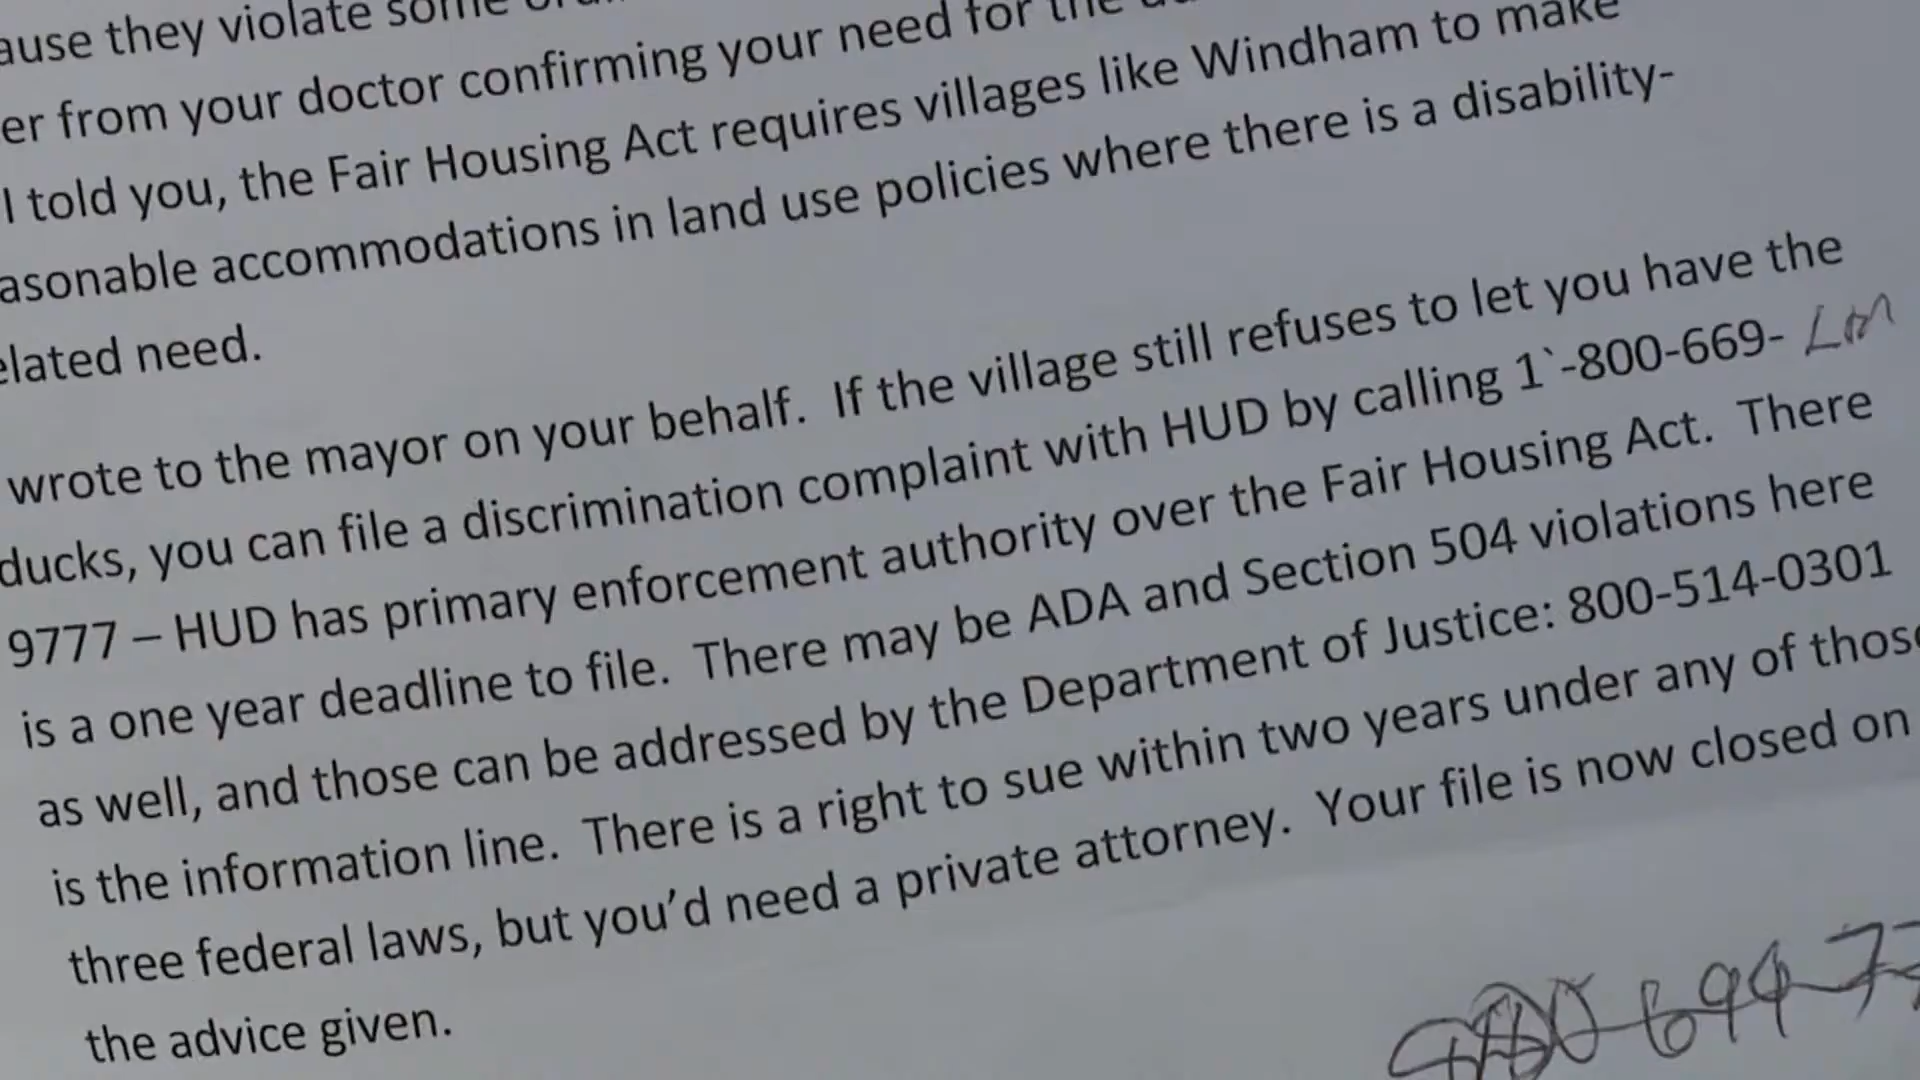 ause they violate some
er from your doctor confirming your need for the
I told you, the Fair Housing Act requires villages like Windham to make
asonable accommodations in land use policies where there is a disability-
elated need.
wrote to the mayor on your behalf. If the village still refuses to let you have the
ducks, you can file a discrimination complaint with HUD by calling 1`-800-669-
9777 – HUD has primary enforcement authority over the Fair Housing Act. There
is a one year deadline to file. There may be ADA and Section 504 violations here
as well, and those can be addressed by the Department of Justice: 800-514-0301
is the information line. There is a right to sue within two years under any of those
three federal laws, but you'd need a private attorney. Your file is now closed on
the advice given.